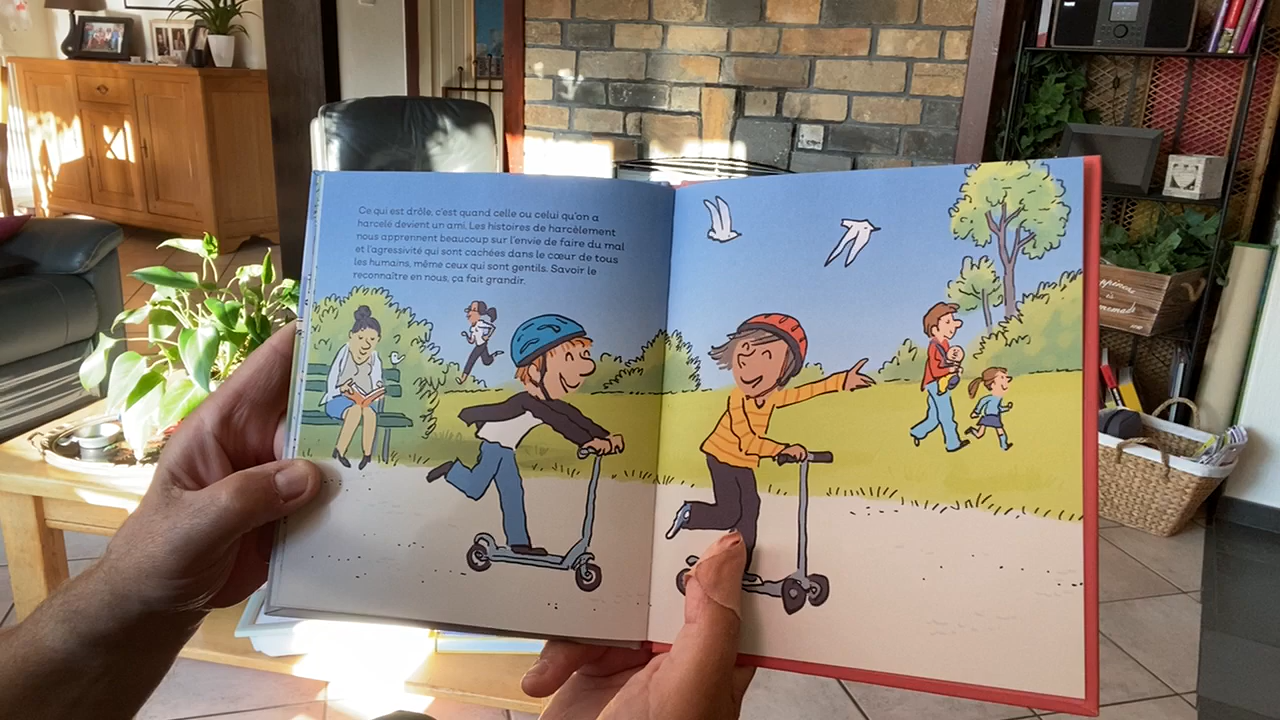 Ce qui est drôle, c'est quand celle ou celui qu'on a
harcelé devient un ami. Les histoires de harcèlement
nous apprennent beaucoup sur l'envie de faire du mal
et l'agressivité qui sont cachées dans le cœur de tous
les humains, même ceux qui sont gentils. Savoir le
reconnaître en nous, ça fait grandir.
is